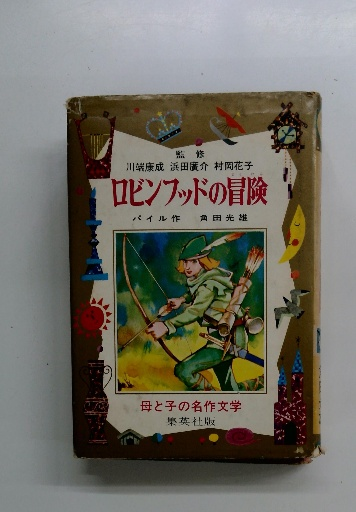 監修
川端康成 浜田廣介 村岡花子
ロビンフッドの冒険
パイル作 角田光雄
母と子の名作文学
集英社版